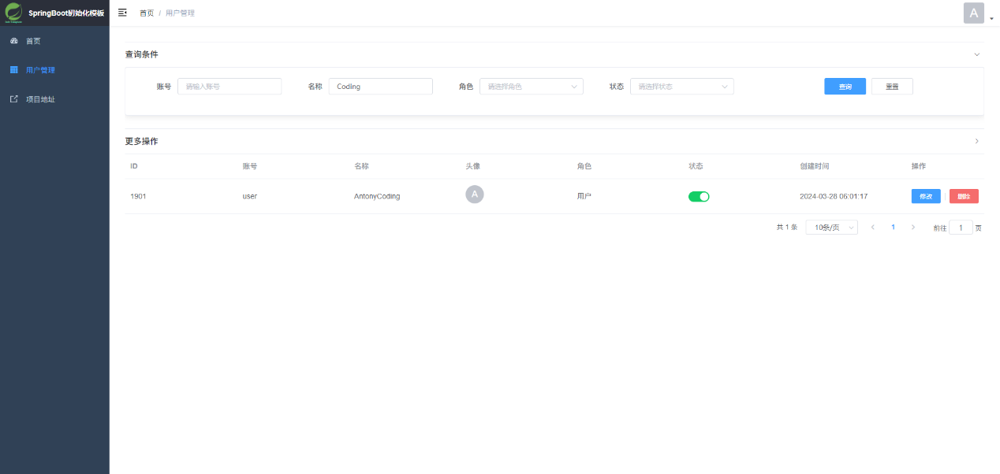 SpringBoot初始化模板
首页 / 用户管理
A
首页
用户管理
项目地址
查询条件
账号 请输入账号 名称 Coding 角色 请选择角色 状态 请选择状态 查询 重置
更多操作
ID 账号 名称 头像 角色 状态 创建时间 操作
1901 user AntonyCoding A 用户 2024-03-28 06:01:17 修改 删除
共 1 条 10条/页 1 前往 1 页